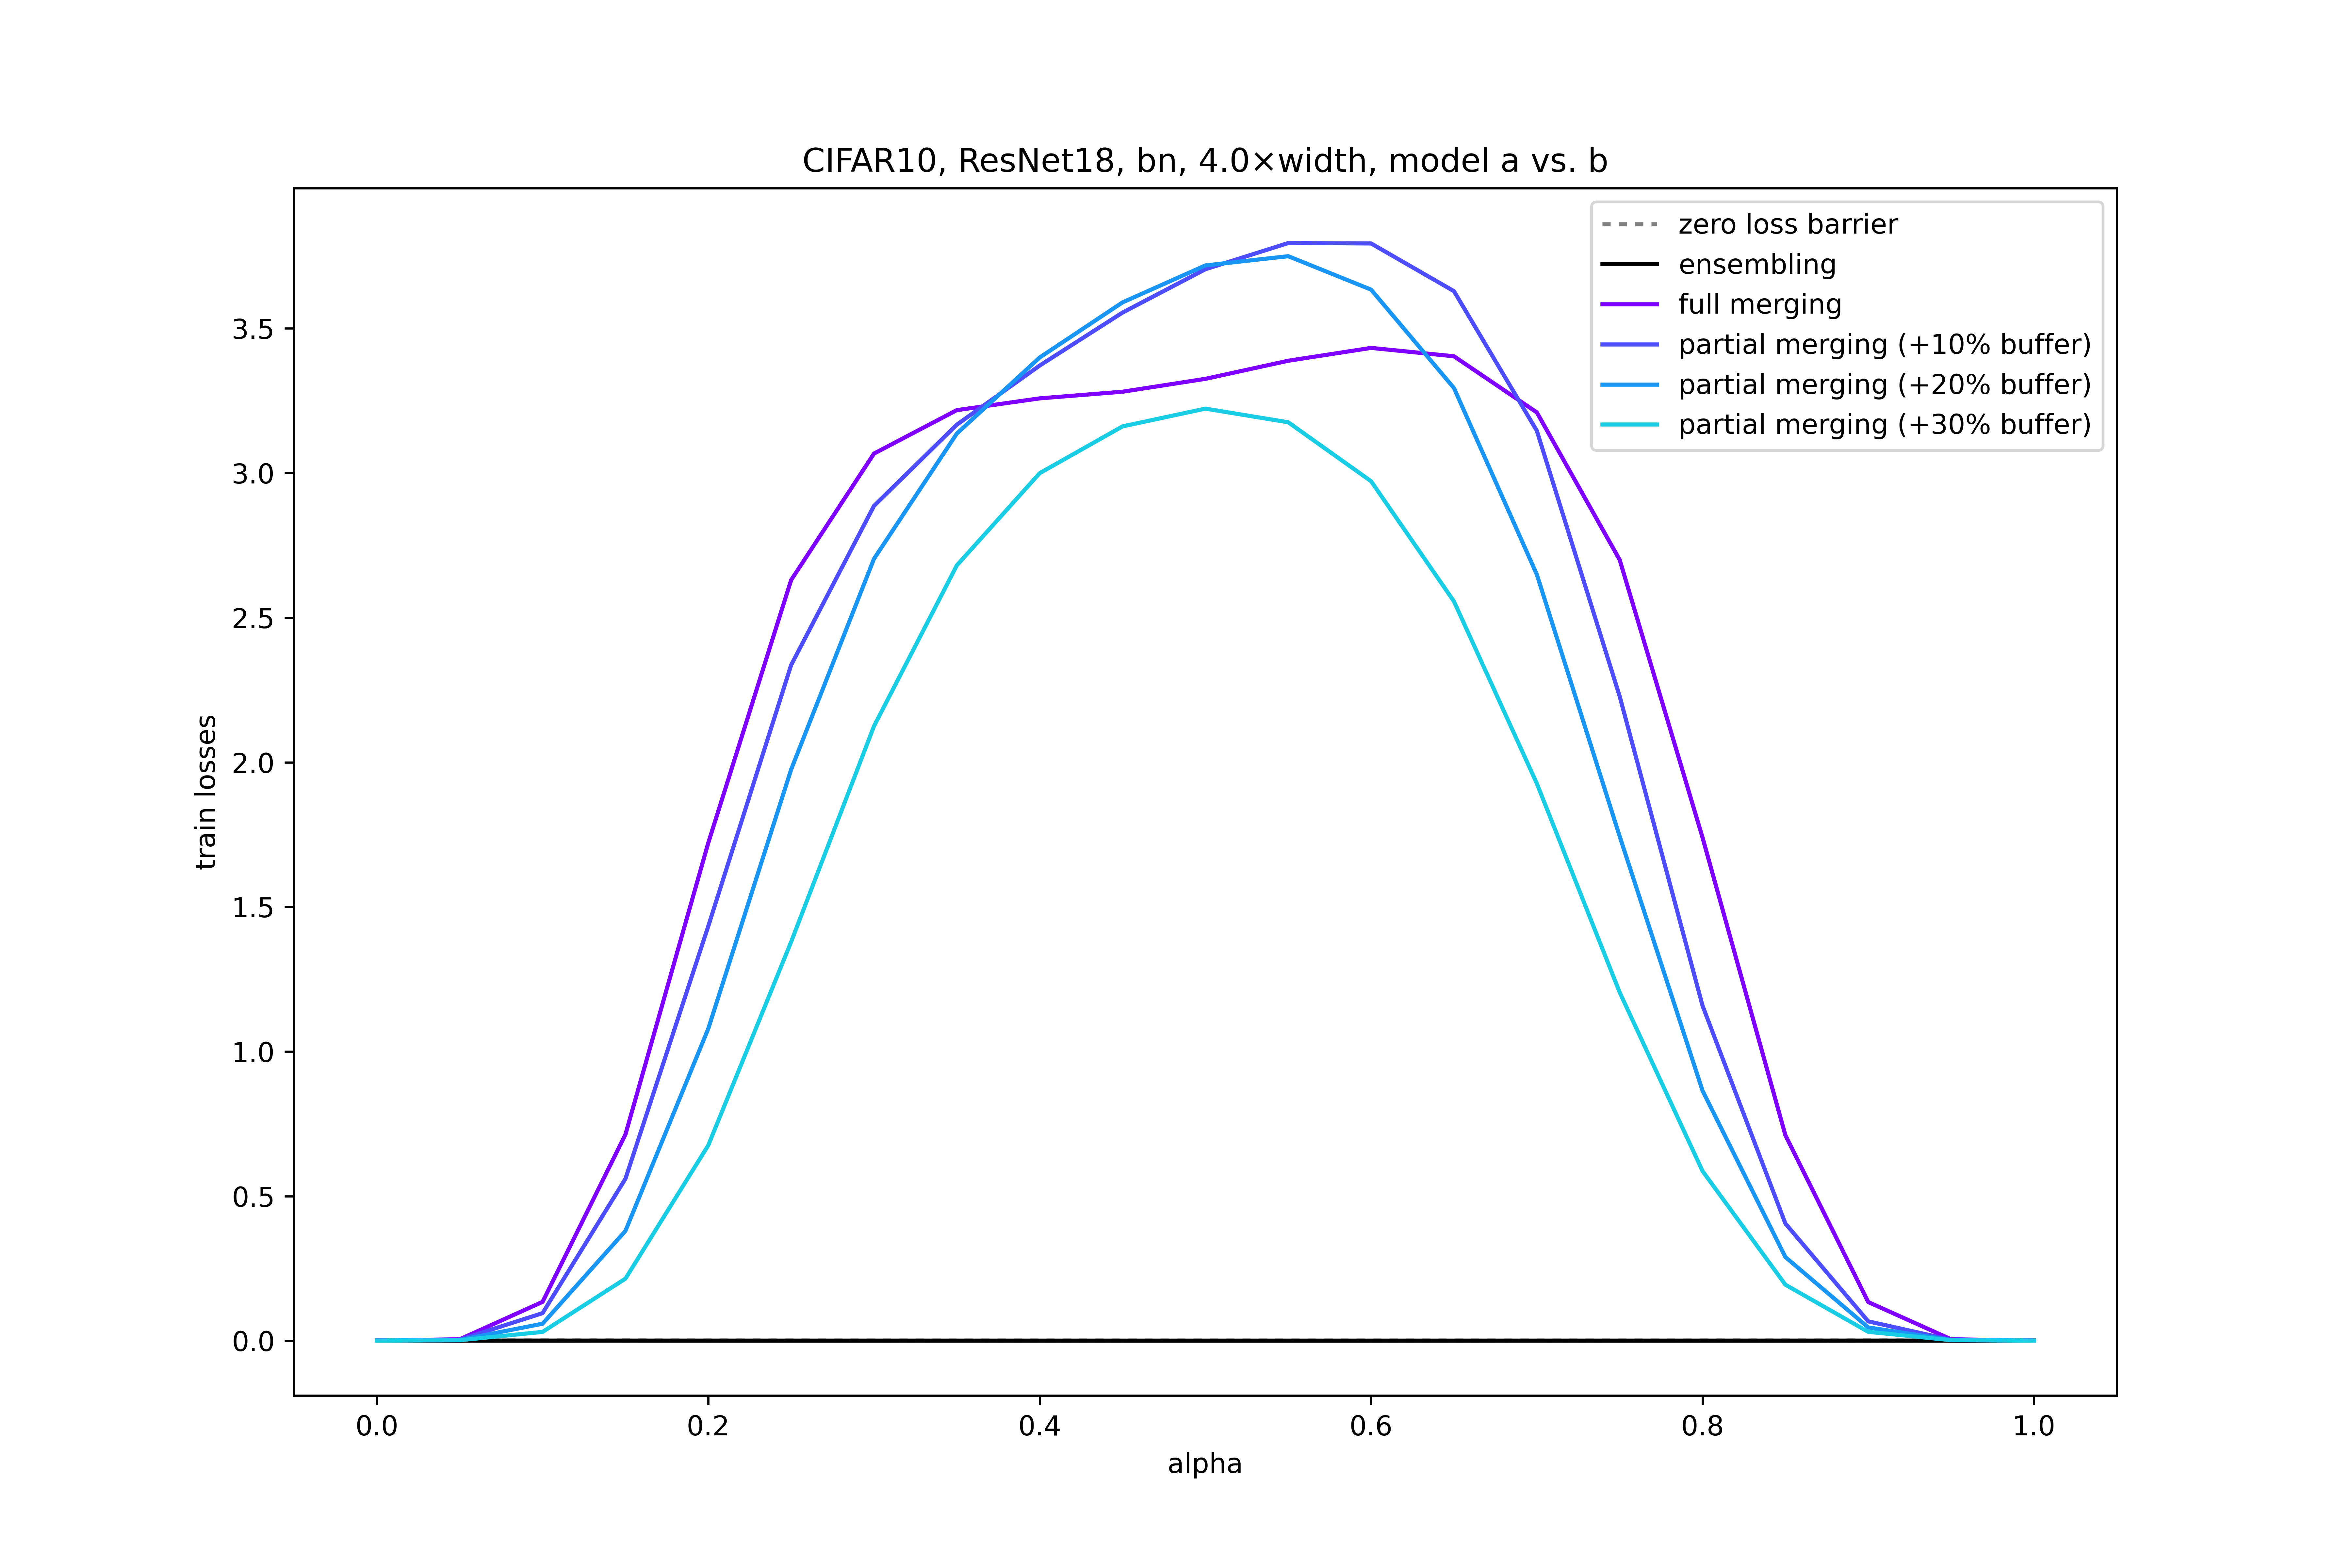 CIFAR10, ResNet18, bn, 4.0×width, model a vs. b
zero loss barrier
ensembling
full merging
partial merging (+10% buffer)
partial merging (+20% buffer)
partial merging (+30% buffer)
3.5
3.0
2.5
2.0
1.5
1.0
0.5
0.0
train losses
0.0 0.2 0.4 0.6 0.8 1.0
alpha